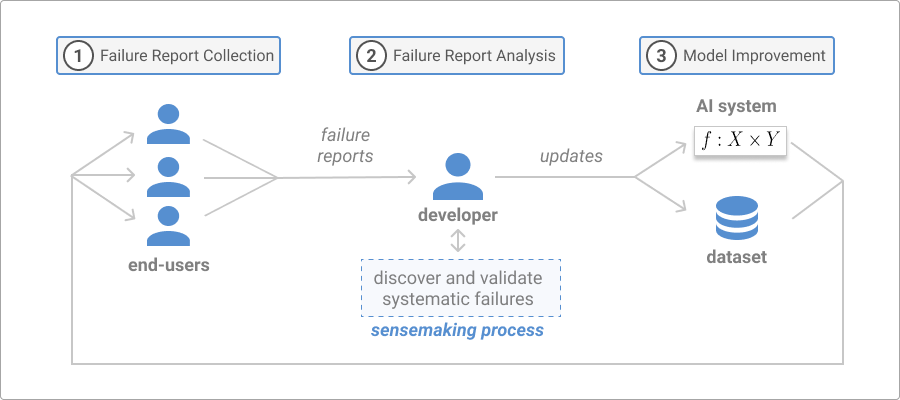 1 Failure Report Collection
2 Failure Report Analysis
3 Model Improvement
failure
reports
end-users
developer
discover and validate
systematic failures
sensemaking process
updates
AI system
f : X × Y
dataset